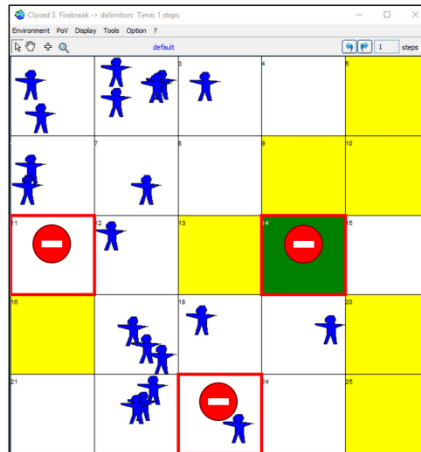 Closed 3 Firebreak -> delimitors Time: 1 steps
Environment PoV Display Tools Option ?
default 1 steps
3 4 5
7 8 9 10
11 12 13 14 15
16 18 20
21 24 25